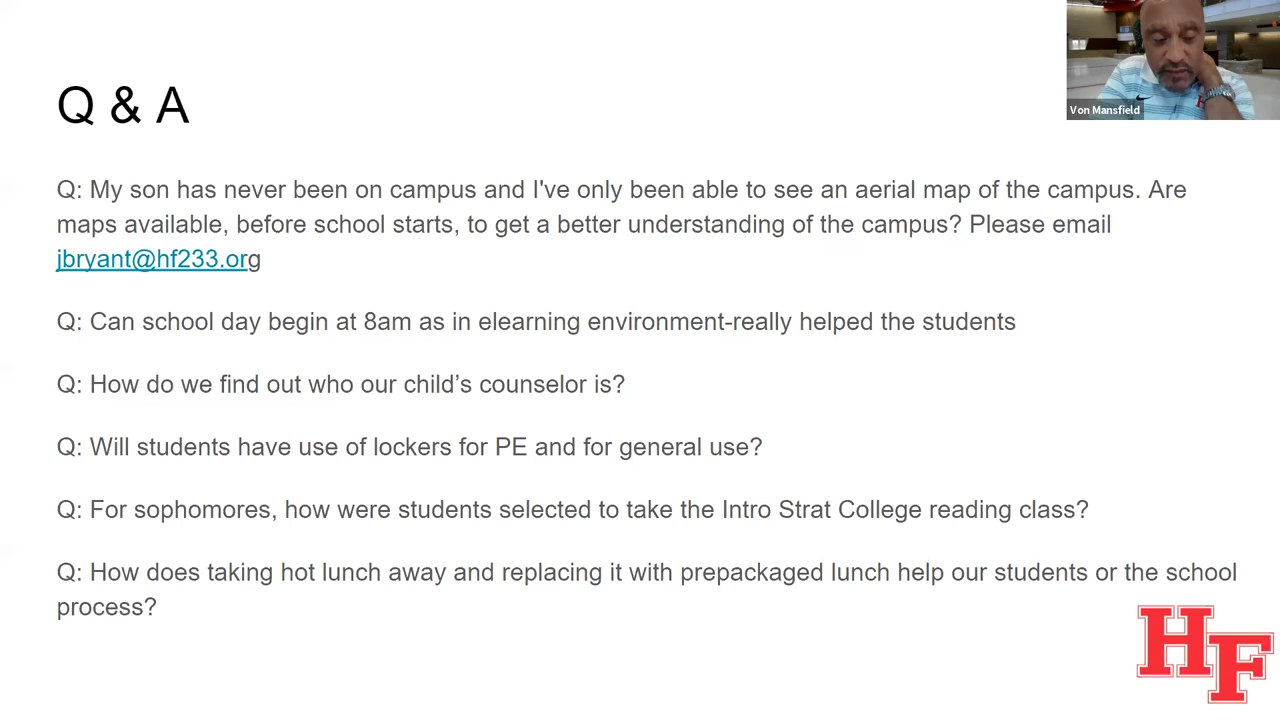 Von Mansfield
Q & A
Q: My son has never been on campus and I've only been able to see an aerial map of the campus. Are
maps available, before school starts, to get a better understanding of the campus? Please email
jbryant@hf233.org
Q: Can school day begin at 8am as in elearning environment-really helped the students
Q: How do we find out who our child’s counselor is?
Q: Will students have use of lockers for PE and for general use?
Q: For sophomores, how were students selected to take the Intro Strat College reading class?
Q: How does taking hot lunch away and replacing it with prepackaged lunch help our students or the school
process?
HF